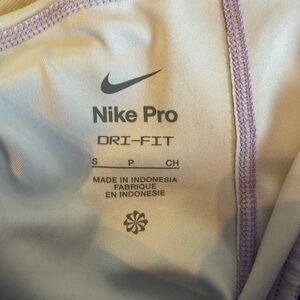 Nike Pro
DRI-FIT
S P CH
MADE IN INDONESIA
FABRIQUE
EN INDONESIE